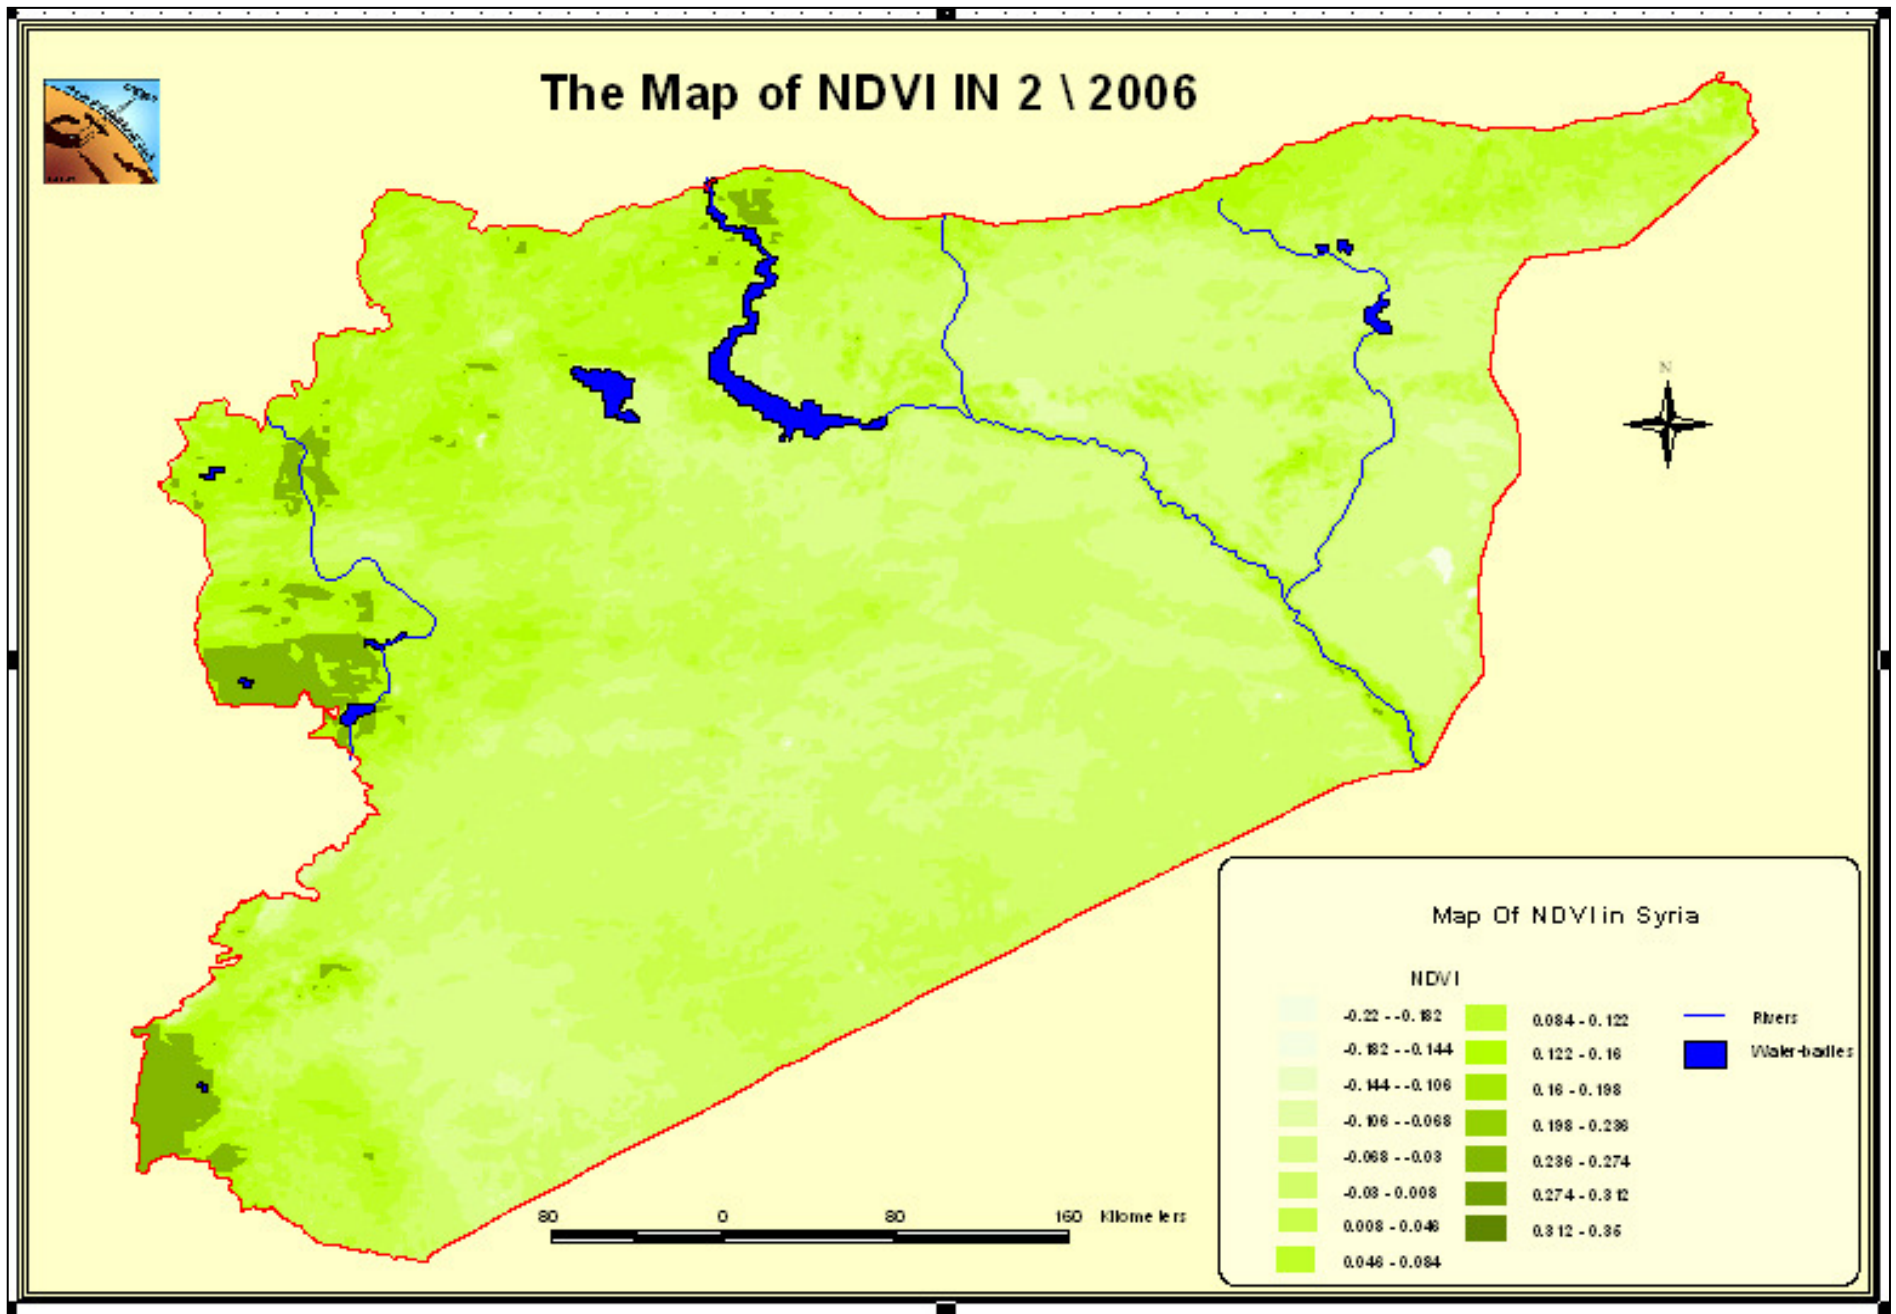 The Map of NDVI IN 2 \ 2006
N
Map Of NDVI in Syria
NDVI
-0.22 - -0.182
-0.182 - -0.144
-0.144 - -0.106
-0.106 - -0.068
-0.068 - -0.03
-0.03 - 0.008
0.008 - 0.046
0.046 - 0.084
0.084 - 0.122
0.122 - 0.16
0.16 - 0.198
0.198 - 0.236
0.236 - 0.274
0.274 - 0.312
0.312 - 0.35
Rivers
Water-badies
80 0 80 160 Kilometers